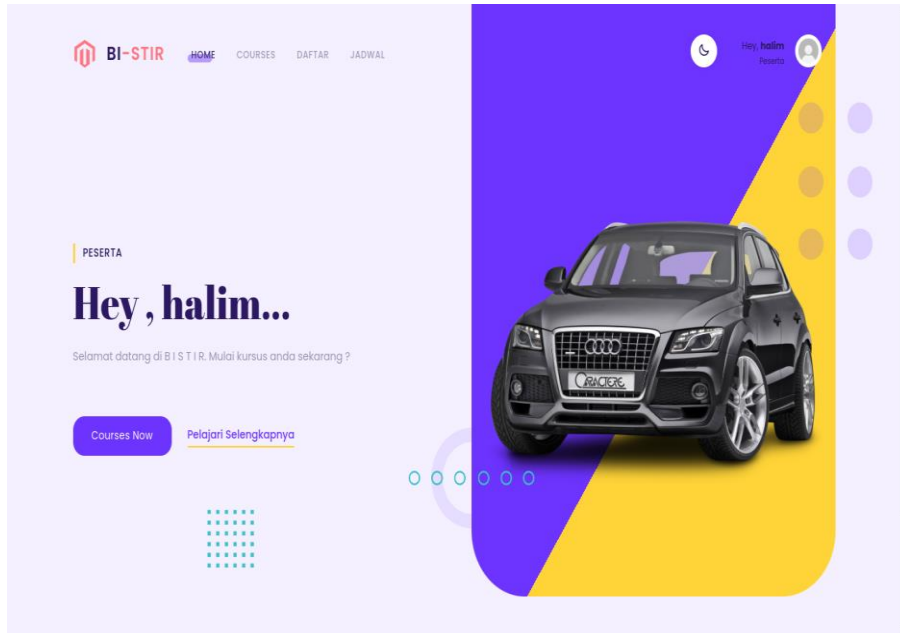 BI-STIR HOME COURSES DAFTAR JADWAL
Hey, halim
Peserta
PESERTA
Hey , halim...
Selamat datang di B I S T I R. Mulai kursus anda sekarang ?
Courses Now Pelajari Selengkapnya
CARACTERE